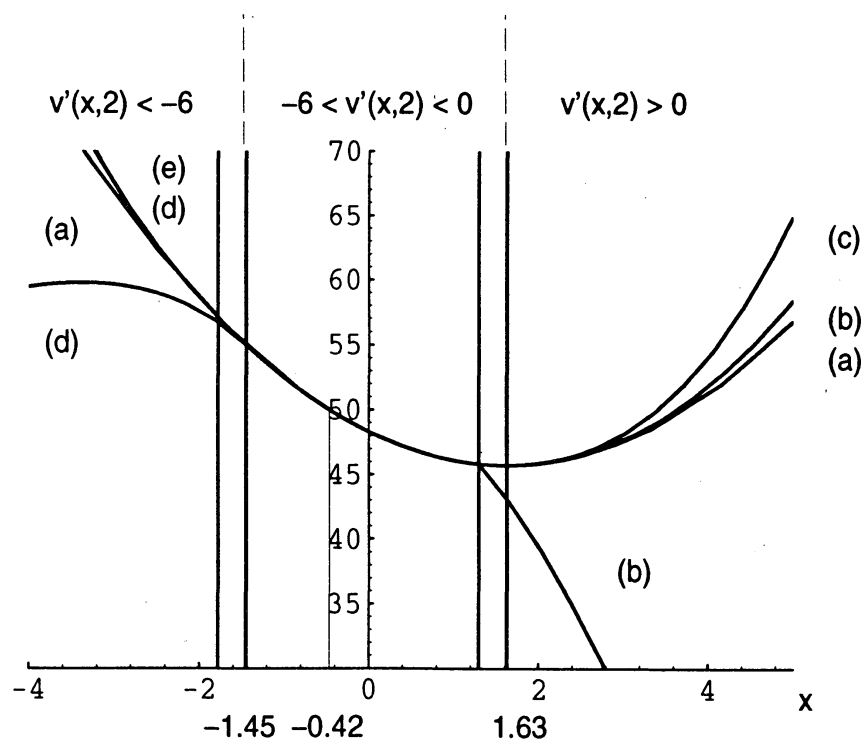 v'(x,2) < −6 −6 < v'(x,2) < 0 v'(x,2) > 0
70
(e)
(d)
65
(a)
(c)
60
(b)
55
(d)
(a)
50
45
40
(b)
35
−4 −2 0 2 4 x
−1.45 −0.42 1.63